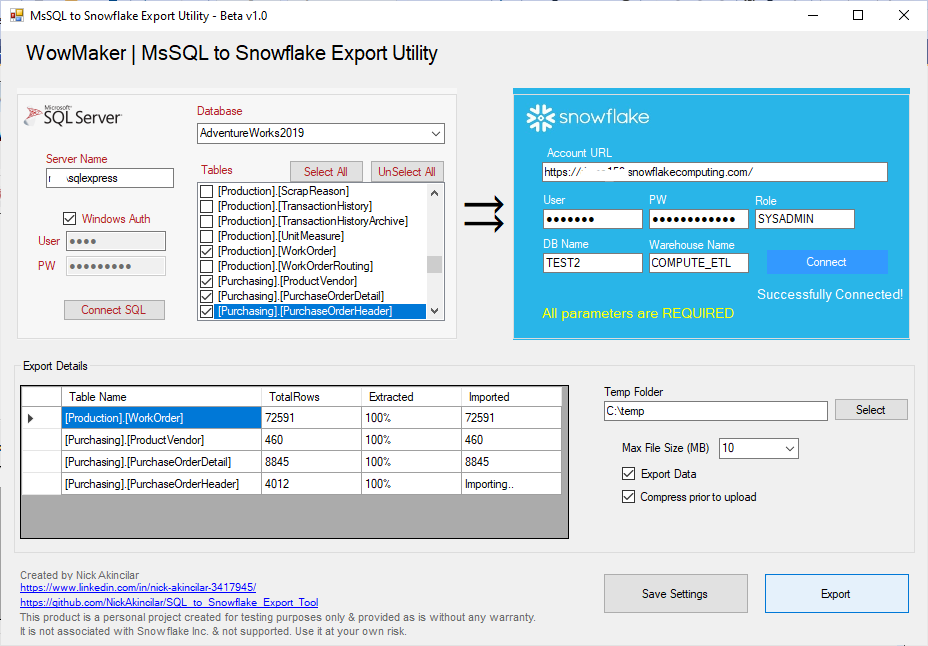 MsSQL to Snowflake Export Utility - Beta v1.0
WowMaker | MsSQL to Snowflake Export Utility
Microsoft
SQL Server
Server Name
\sqlexpress
Windows Auth
User
PW
Connect SQL
Database
AdventureWorks2019
Tables
Select All
UnSelect All
[Production].[ScrapReason]
[Production].[TransactionHistory]
[Production].[TransactionHistoryArchive]
[Production].[UnitMeasure]
[Production].[WorkOrder]
[Production].[WorkOrderRouting]
[Purchasing].[ProductVendor]
[Purchasing].[PurchaseOrderDetail]
[Purchasing].[PurchaseOrderHeader]
snowflake
Account URL
https:// .snowflakecomputing.com/
User PW Role
SYSADMIN
DB Name Warehouse Name
TEST2 COMPUTE_ETL Connect
Successfully Connected!
All parameters are REQUIRED
Export Details
Table Name TotalRows Extracted Imported
[Production].[WorkOrder] 72591 100% 72591
[Purchasing].[ProductVendor] 460 100% 460
[Purchasing].[PurchaseOrderDetail] 8845 100% 8845
[Purchasing].[PurchaseOrderHeader] 4012 100% Importing..
Temp Folder
C:\temp Select
Max File Size (MB) 10
Export Data
Compress prior to upload
Created by Nick Akincilar
https://www.linkedin.com/in/nick-akincilar-3417945/
https://github.com/NickAkincilar/SQL_to_Snowflake_Export_Tool
This product is a personal project created for testing purposes only & provided as is without any warranty.
It is not associated with Snowflake Inc. & not supported. Use it at your own risk.
Save Settings
Export